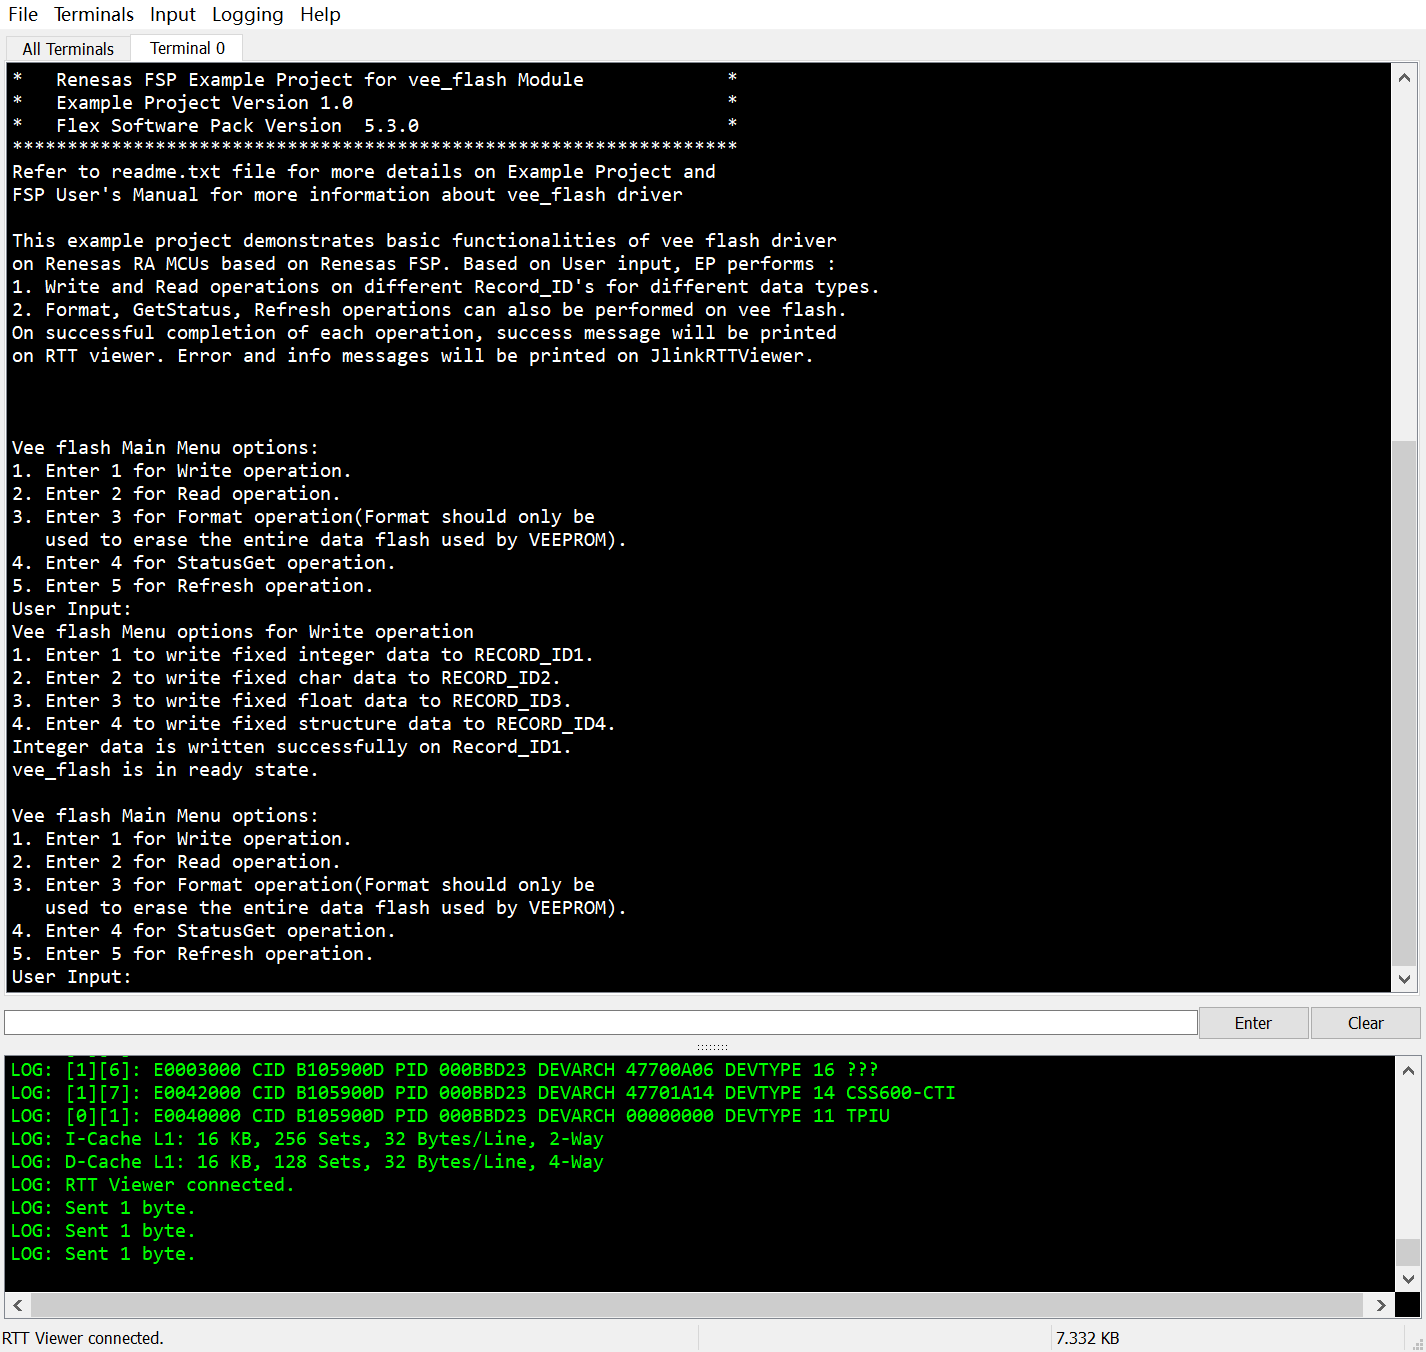 File Terminals Input Logging Help
All Terminals Terminal 0
*   Renesas FSP Example Project for vee_flash Module             *
*   Example Project Version 1.0                                  *
*   Flex Software Pack Version  5.3.0                            *
******************************************************************
Refer to readme.txt file for more details on Example Project and
FSP User's Manual for more information about vee_flash driver
This example project demonstrates basic functionalities of vee flash driver
on Renesas RA MCUs based on Renesas FSP. Based on User input, EP performs :
1. Write and Read operations on different Record_ID's for different data types.
2. Format, GetStatus, Refresh operations can also be performed on vee flash.
On successful completion of each operation, success message will be printed
on RTT viewer. Error and info messages will be printed on JlinkRTTViewer.
Vee flash Main Menu options:
1. Enter 1 for Write operation.
2. Enter 2 for Read operation.
3. Enter 3 for Format operation(Format should only be
   used to erase the entire data flash used by VEEPROM).
4. Enter 4 for StatusGet operation.
5. Enter 5 for Refresh operation.
User Input:
Vee flash Menu options for Write operation
1. Enter 1 to write fixed integer data to RECORD_ID1.
2. Enter 2 to write fixed char data to RECORD_ID2.
3. Enter 3 to write fixed float data to RECORD_ID3.
4. Enter 4 to write fixed structure data to RECORD_ID4.
Integer data is written successfully on Record_ID1.
vee_flash is in ready state.
Vee flash Main Menu options:
1. Enter 1 for Write operation.
2. Enter 2 for Read operation.
3. Enter 3 for Format operation(Format should only be
   used to erase the entire data flash used by VEEPROM).
4. Enter 4 for StatusGet operation.
5. Enter 5 for Refresh operation.
User Input:
Enter Clear
LOG: [1][6]: E0003000 CID B105900D PID 000BBD23 DEVARCH 47700A06 DEVTYPE 16 ???
LOG: [1][7]: E0042000 CID B105900D PID 000BBD23 DEVARCH 47701A14 DEVTYPE 14 CSS600-CTI
LOG: [0][1]: E0040000 CID B105900D PID 000BBD23 DEVARCH 00000000 DEVTYPE 11 TPIU
LOG: I-Cache L1: 16 KB, 256 Sets, 32 Bytes/Line, 2-Way
LOG: D-Cache L1: 16 KB, 128 Sets, 32 Bytes/Line, 4-Way
LOG: RTT Viewer connected.
LOG: Sent 1 byte.
LOG: Sent 1 byte.
LOG: Sent 1 byte.
RTT Viewer connected. 7.332 KB